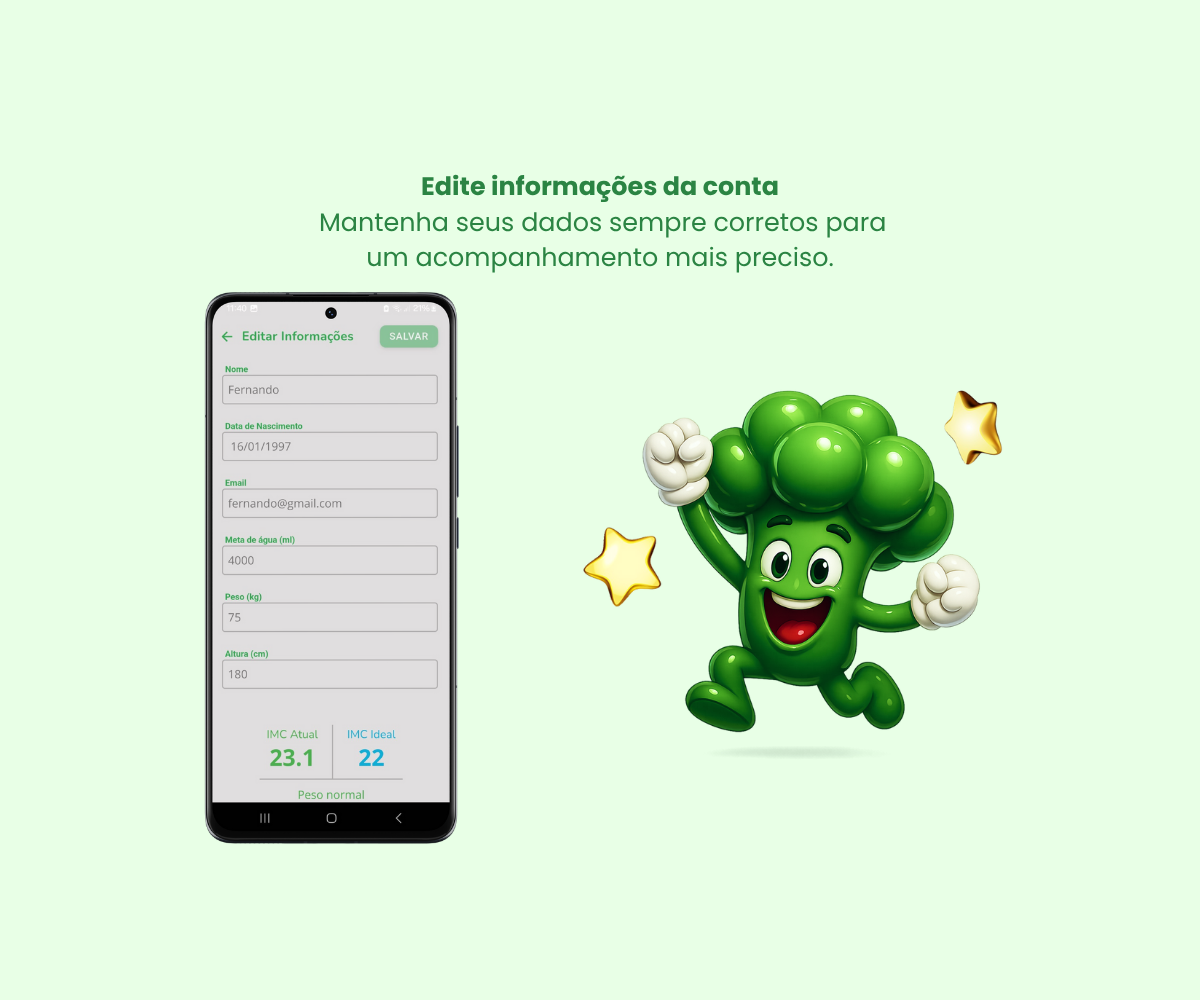 Edite informações da conta
Mantenha seus dados sempre corretos para
um acompanhamento mais preciso.
11:40 21%
Editar Informações SALVAR
Nome
Fernando
Data de Nascimento
16/01/1997
Email
fernando@gmail.com
Meta de água (ml)
4000
Peso (kg)
75
Altura (cm)
180
IMC Atual IMC Ideal
23.1 22
Peso normal